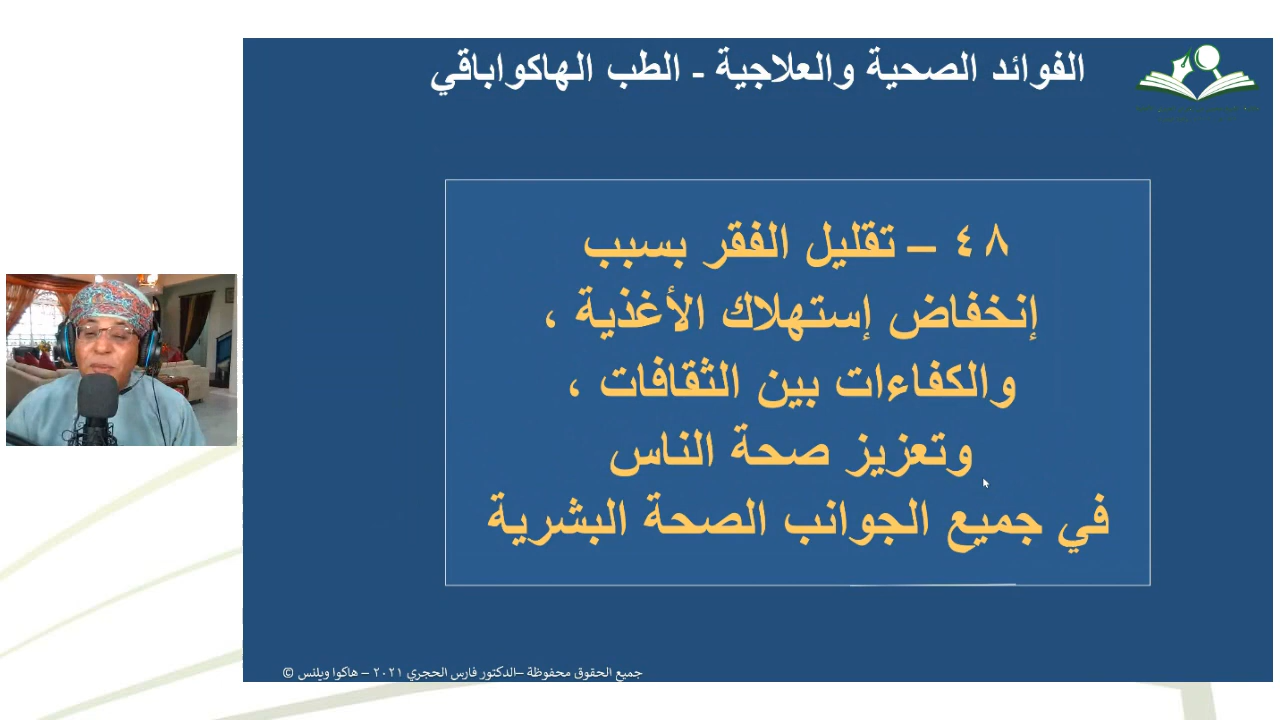 الفوائد الصحية والعلاجية - الطب الهاكواباقي
٤٨ – تقليل الفقر بسبب
إنخفاض إستهلاك الأغذية ،
والكفاءات بين الثقافات ،
وتعزيز صحة الناس
في جميع الجوانب الصحة البشرية
جميع الحقوق محفوظة –الدكتور فارس الحجري ٢٠٢١ – هاكوا ويلنس ©